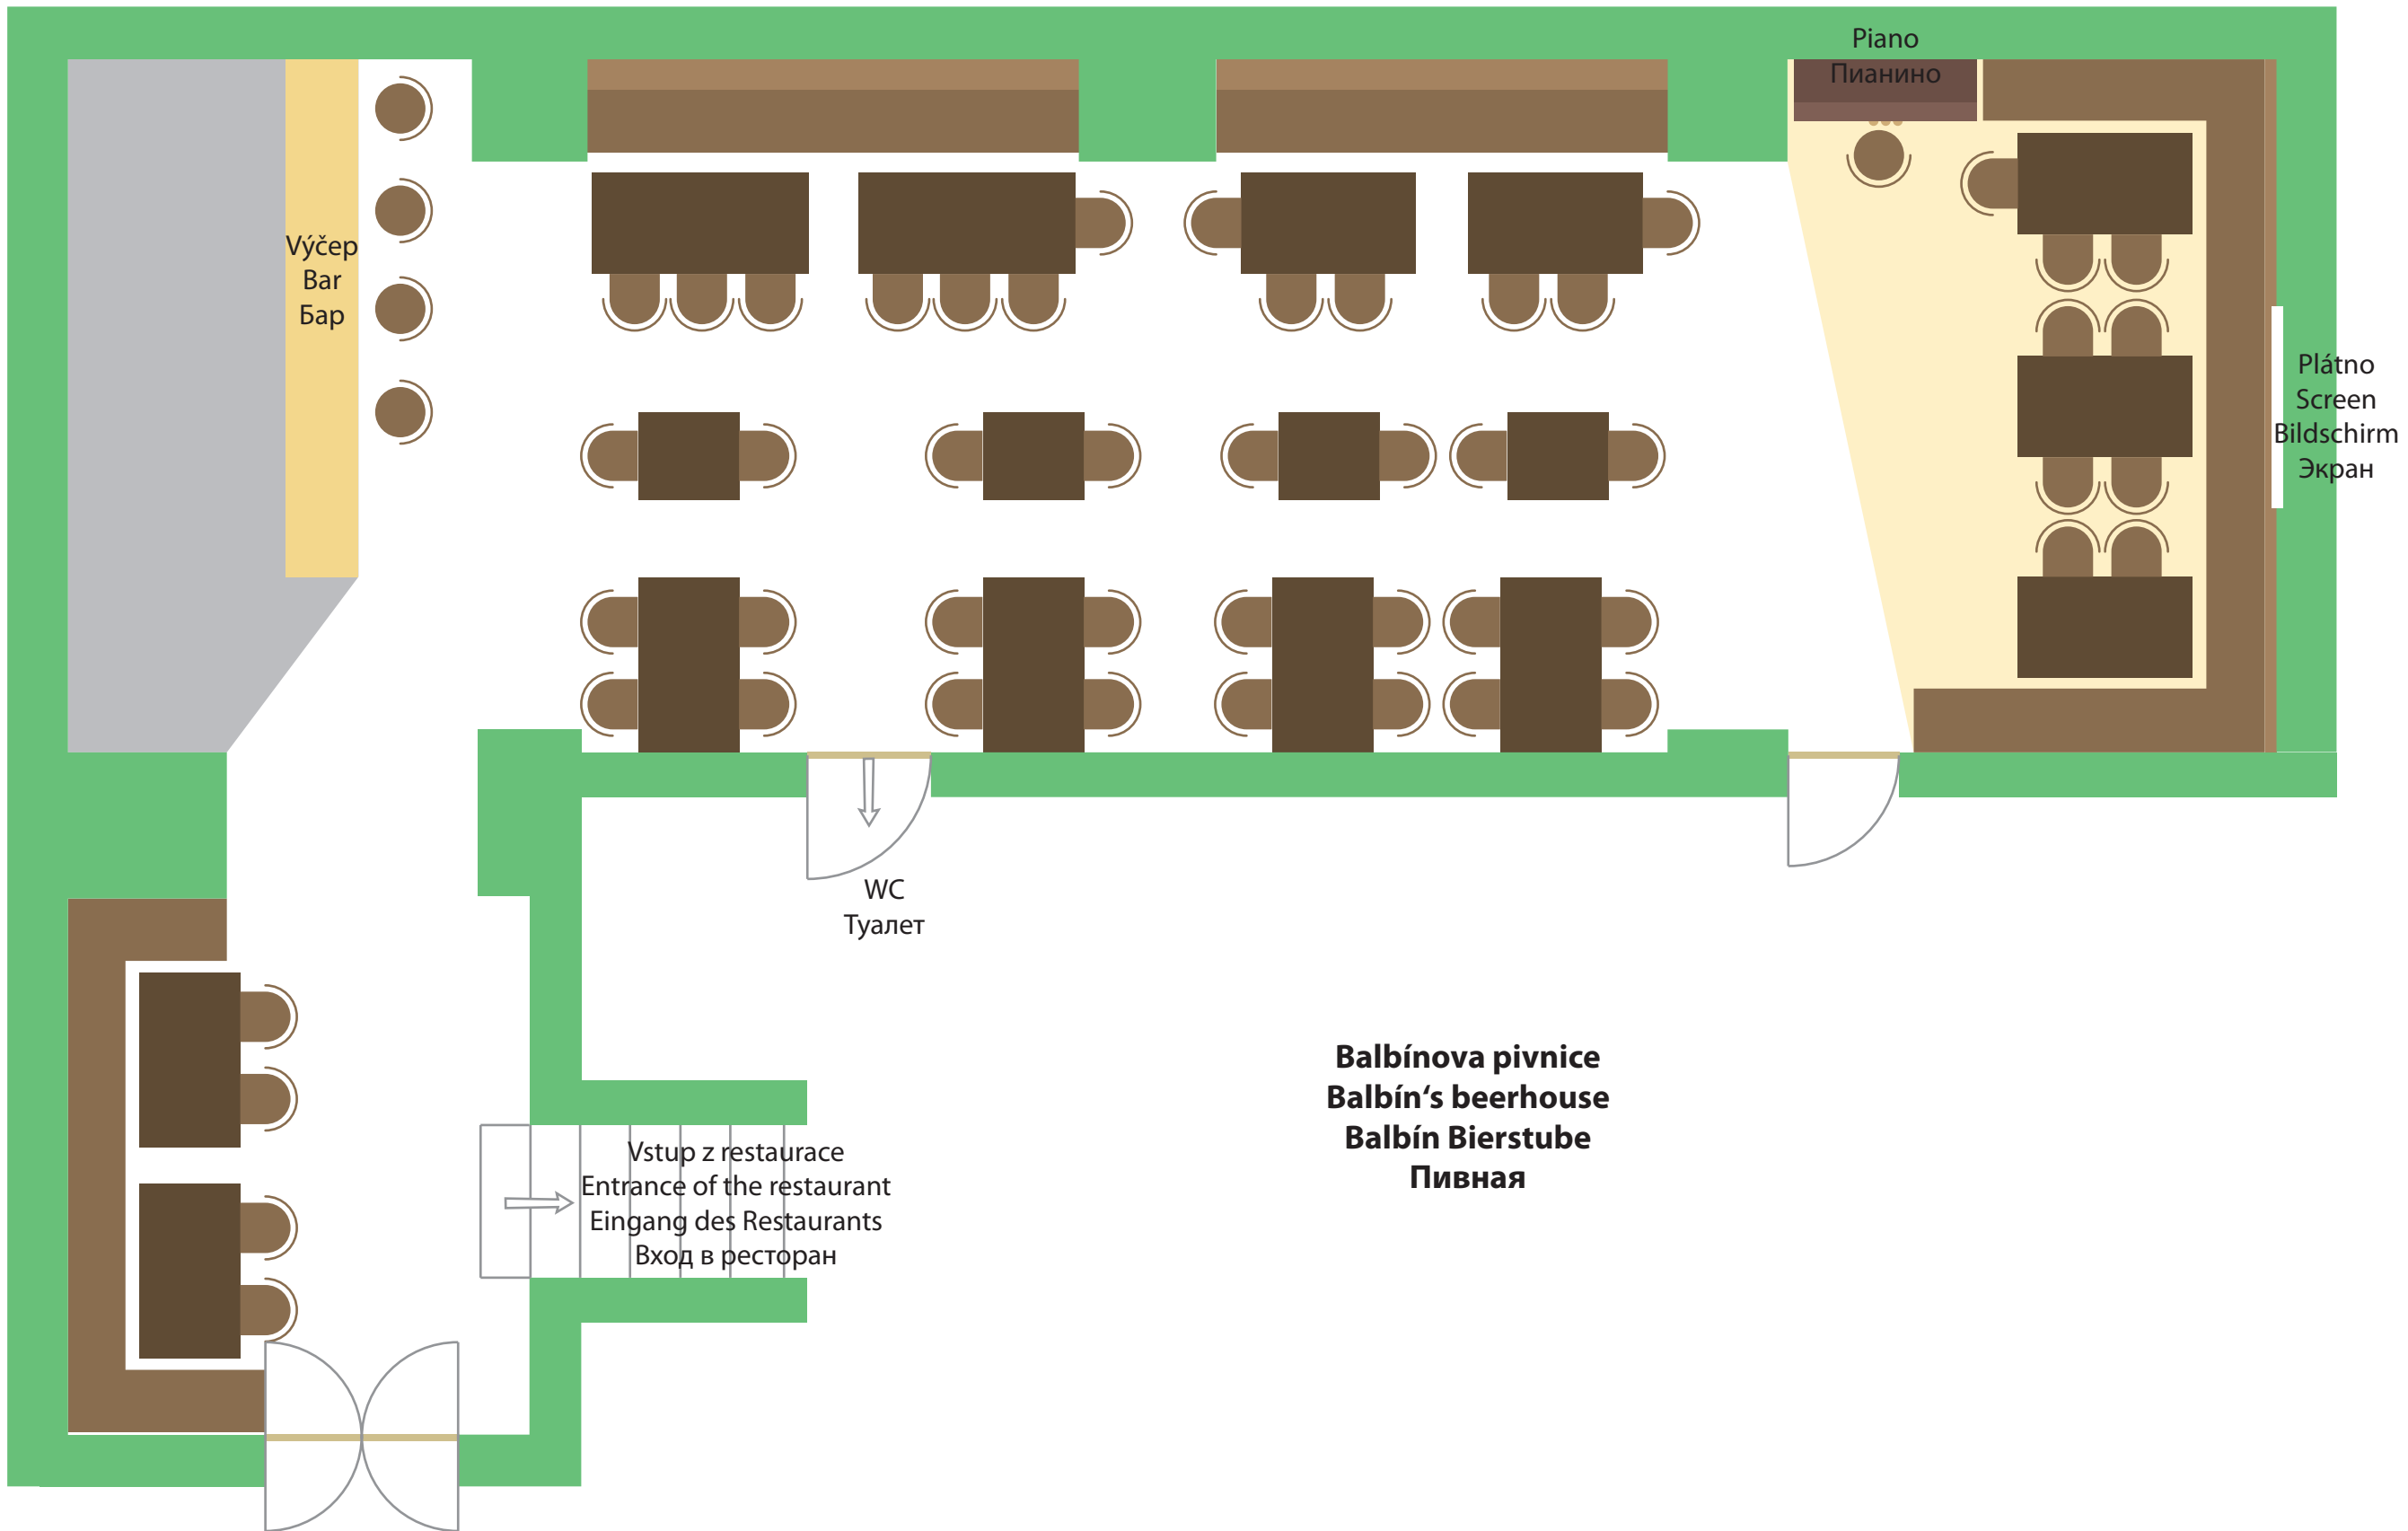 Piano
Пианино
Výčep
Bar
Бар
Plátno
Screen
Bildschirm
Экран
WC
Туалет
Balbínova pivnice
Balbín‘s beerhouse
Balbín Bierstube
Пивная
Vstup z restaurace
Entrance of the restaurant
Eingang des Restaurants
Вход в ресторан